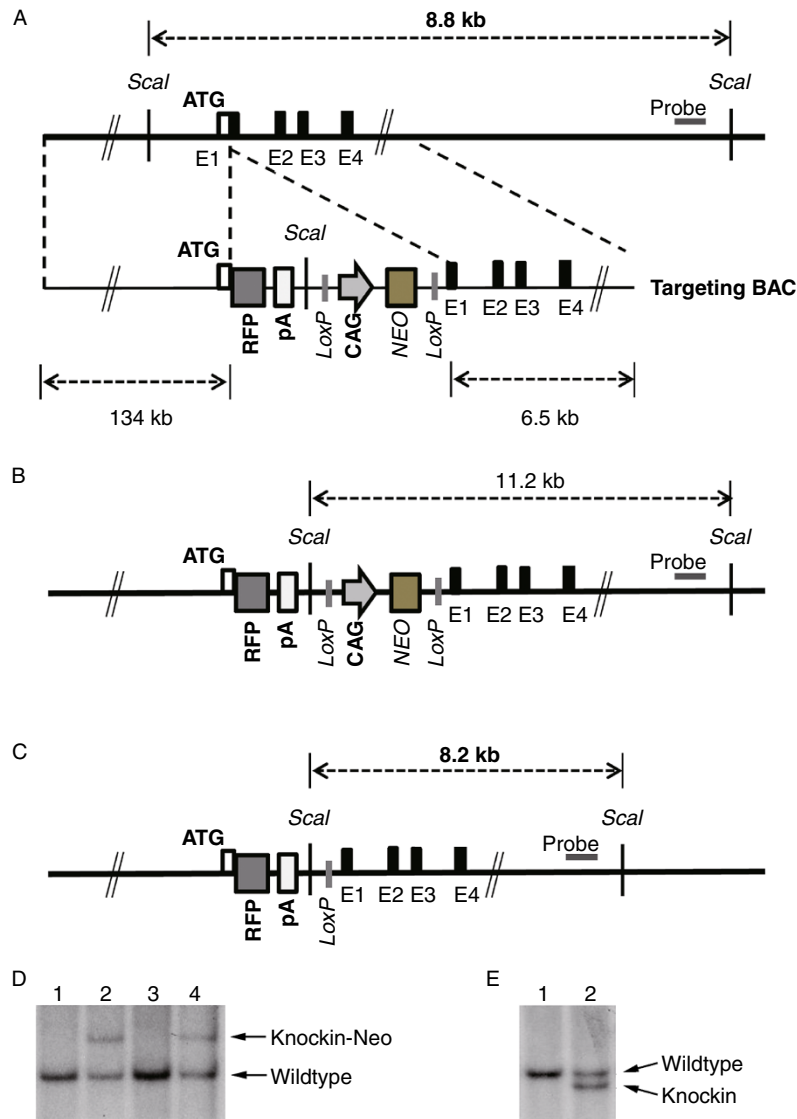 A
8.8 kb
ScaI ScaI
ATG Probe
E1 E2 E3 E4
ScaI
ATG
Targeting BAC
E1 E2 E3 E4
RFP pA LoxP CAG NEO LoxP
134 kb 6.5 kb
B
11.2 kb
ScaI ScaI
ATG Probe
E1 E2 E3 E4
RFP pA LoxP CAG NEO LoxP
C
8.2 kb
ScaI ScaI
ATG Probe
E1 E2 E3 E4
RFP pA LoxP
D E
1 2 3 4 1 2
Knockin-Neo
Wildtype Wildtype
Knockin